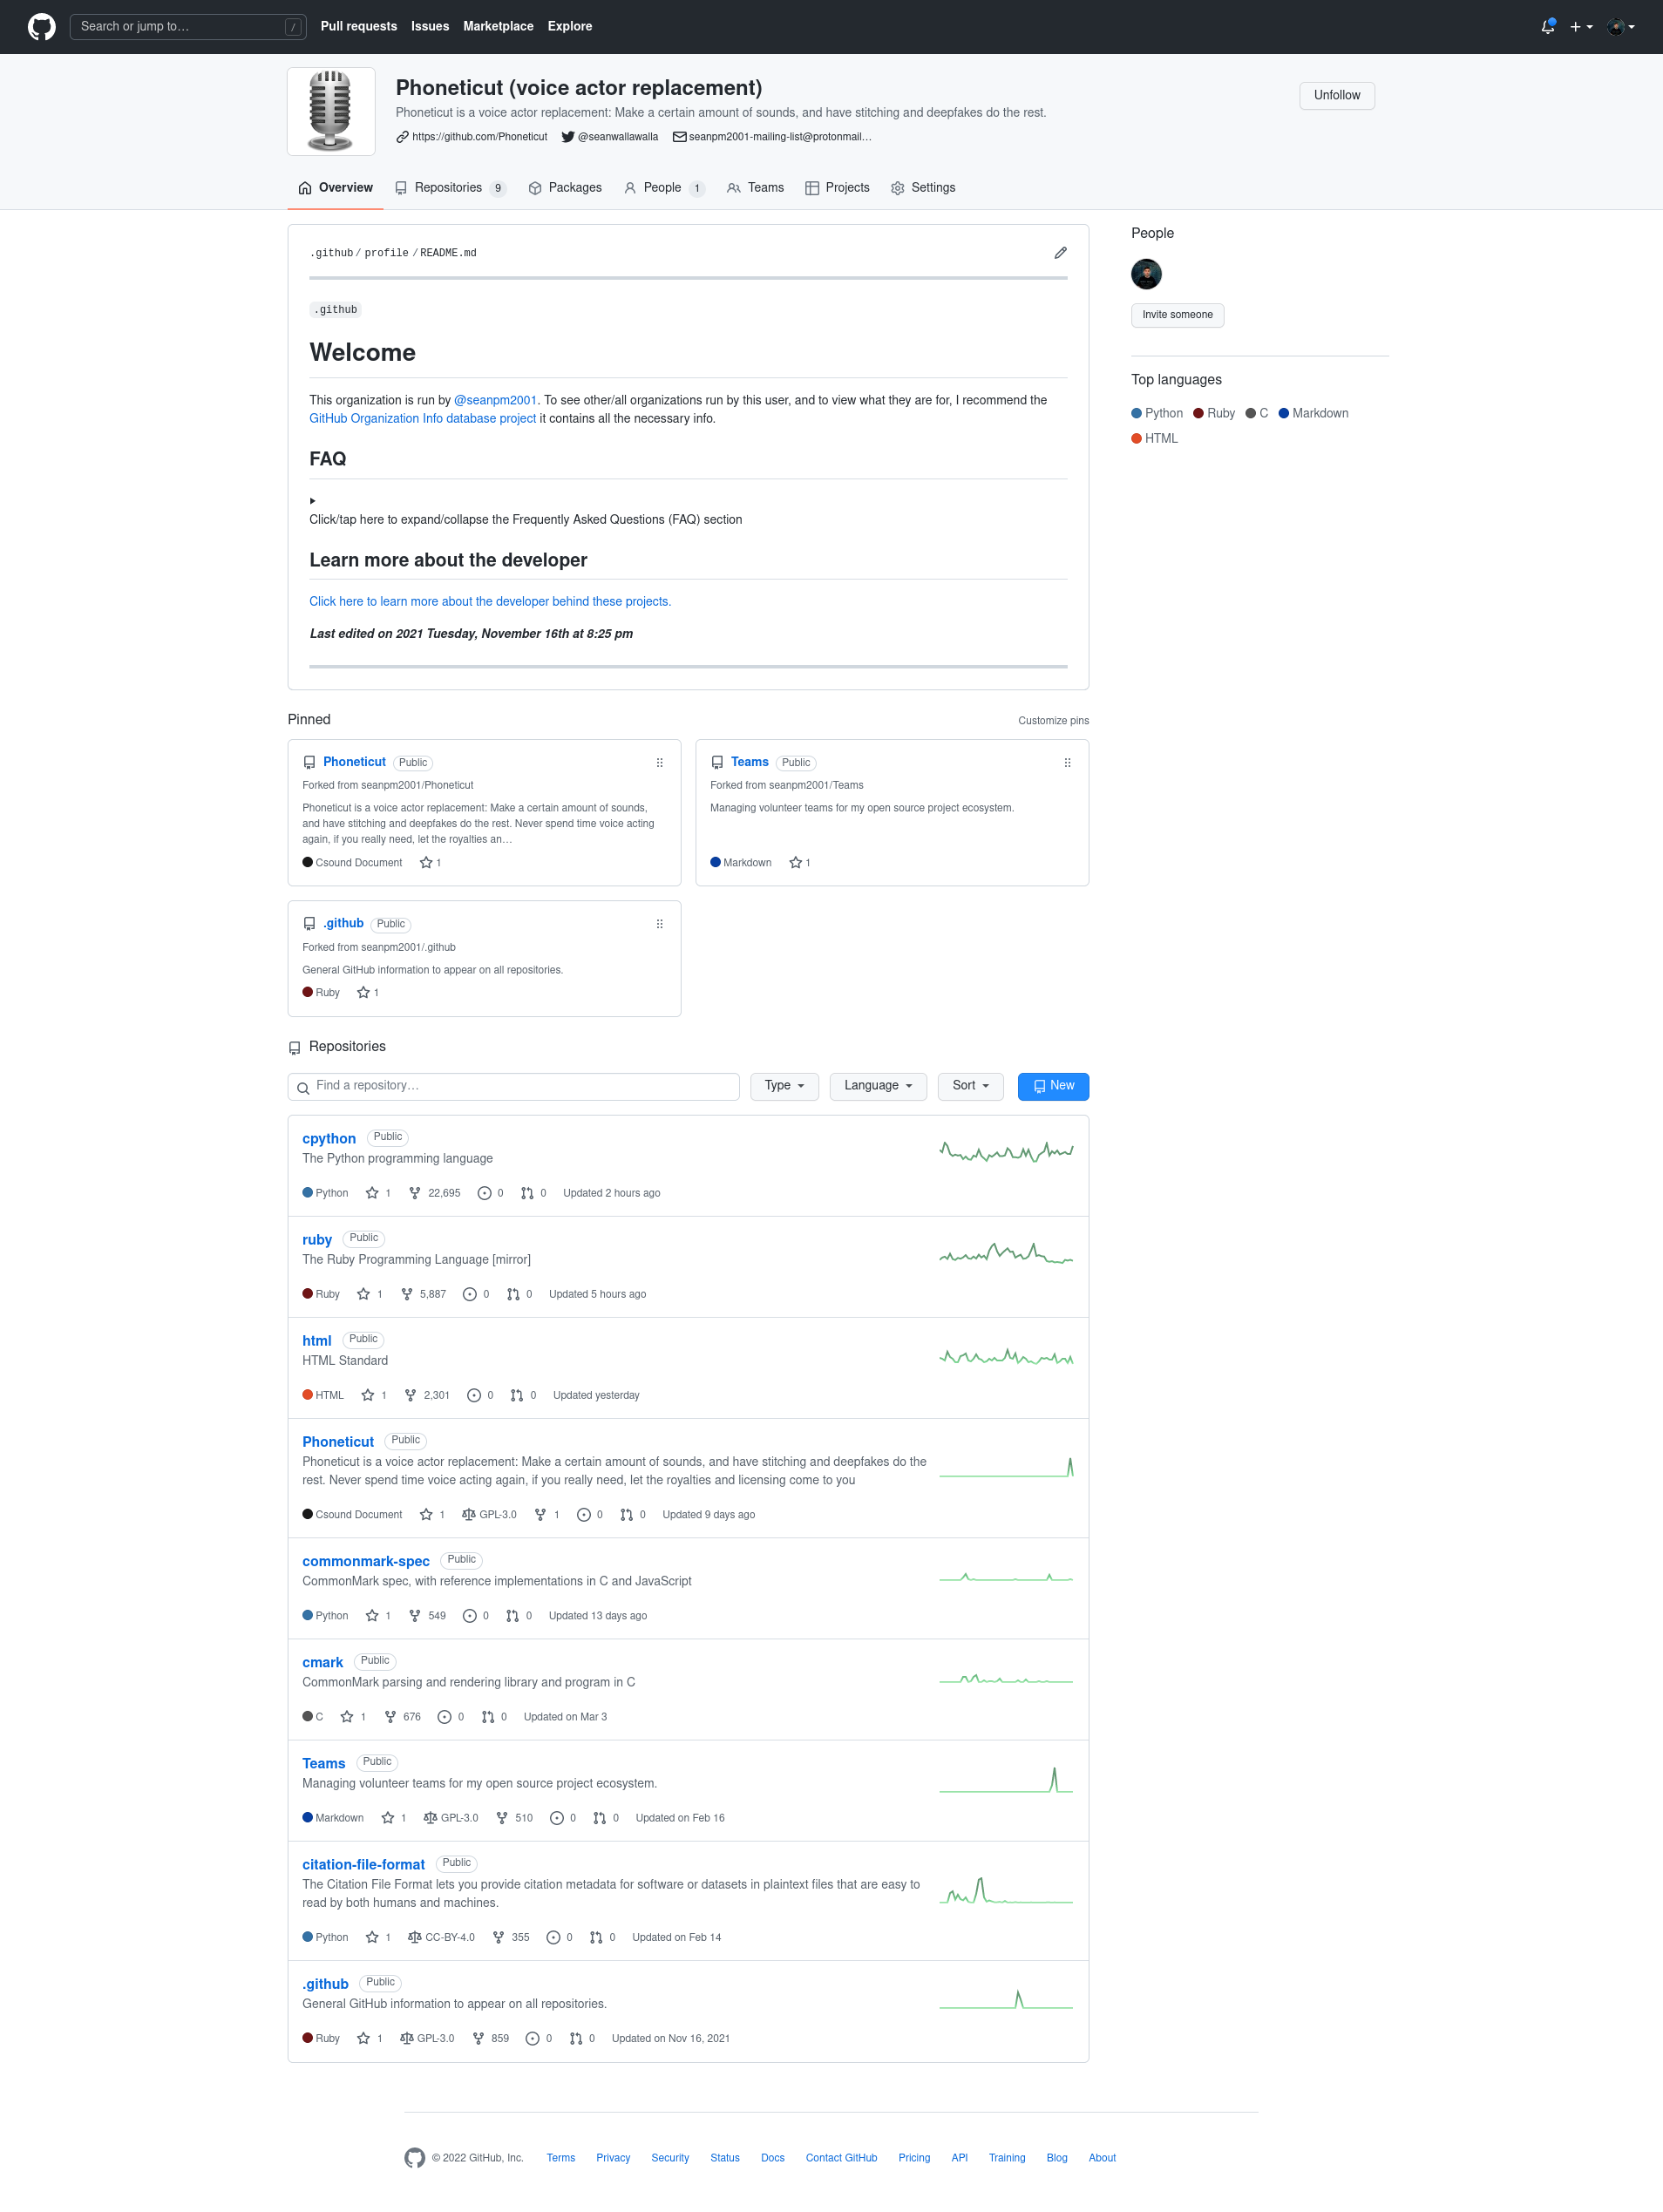 Search or jump to…
/
Pull requests Issues Marketplace Explore
Phoneticut (voice actor replacement)
Unfollow
Phoneticut is a voice actor replacement: Make a certain amount of sounds, and have stitching and deepfakes do the rest.
https://github.com/Phoneticut @seanwallawalla seanpm2001-mailing-list@protonmail…
Overview Repositories 9 Packages People 1 Teams Projects Settings
.github / profile / README.md
.github
Welcome
This organization is run by @seanpm2001. To see other/all organizations run by this user, and to view what they are for, I recommend the
GitHub Organization Info database project it contains all the necessary info.
FAQ
Click/tap here to expand/collapse the Frequently Asked Questions (FAQ) section
Learn more about the developer
Click here to learn more about the developer behind these projects.
Last edited on 2021 Tuesday, November 16th at 8:25 pm
People
Invite someone
Top languages
Python Ruby C Markdown
HTML
Pinned
Customize pins
Phoneticut Public
Forked from seanpm2001/Phoneticut
Phoneticut is a voice actor replacement: Make a certain amount of sounds,
and have stitching and deepfakes do the rest. Never spend time voice acting
again, if you really need, let the royalties an…
Csound Document 1
Teams Public
Forked from seanpm2001/Teams
Managing volunteer teams for my open source project ecosystem.
Markdown 1
.github Public
Forked from seanpm2001/.github
General GitHub information to appear on all repositories.
Ruby 1
Repositories
Find a repository…
Type Language Sort New
cpython Public
The Python programming language
Python 1 22,695 0 0 Updated 2 hours ago
ruby Public
The Ruby Programming Language [mirror]
Ruby 1 5,887 0 0 Updated 5 hours ago
html Public
HTML Standard
HTML 1 2,301 0 0 Updated yesterday
Phoneticut Public
Phoneticut is a voice actor replacement: Make a certain amount of sounds, and have stitching and deepfakes do the
rest. Never spend time voice acting again, if you really need, let the royalties and licensing come to you
Csound Document 1 GPL-3.0 1 0 0 Updated 9 days ago
commonmark-spec Public
CommonMark spec, with reference implementations in C and JavaScript
Python 1 549 0 0 Updated 13 days ago
cmark Public
CommonMark parsing and rendering library and program in C
C 1 676 0 0 Updated on Mar 3
Teams Public
Managing volunteer teams for my open source project ecosystem.
Markdown 1 GPL-3.0 510 0 0 Updated on Feb 16
citation-file-format Public
The Citation File Format lets you provide citation metadata for software or datasets in plaintext files that are easy to
read by both humans and machines.
Python 1 CC-BY-4.0 355 0 0 Updated on Feb 14
.github Public
General GitHub information to appear on all repositories.
Ruby 1 GPL-3.0 859 0 0 Updated on Nov 16, 2021
© 2022 GitHub, Inc. Terms Privacy Security Status Docs Contact GitHub Pricing API Training Blog About